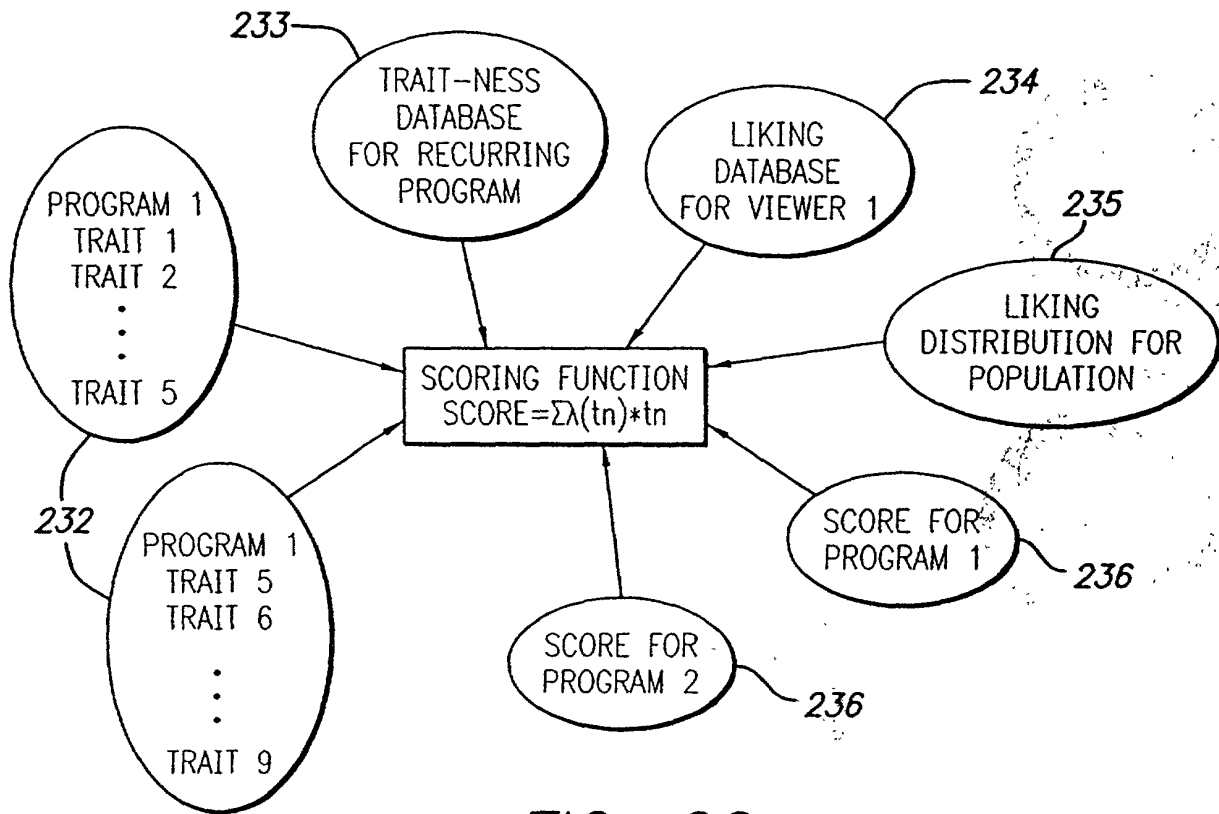 233
TRAIT-NESS
DATABASE
FOR RECURRING
PROGRAM
234
LIKING
DATABASE
FOR VIEWER 1
235
LIKING
DISTRIBUTION FOR
POPULATION
PROGRAM 1
TRAIT 1
TRAIT 2
TRAIT 5
SCORING FUNCTION
SCORE=Σλ(tn)*tn
232
PROGRAM 1
TRAIT 5
TRAIT 6
TRAIT 9
SCORE FOR
PROGRAM 1
236
SCORE FOR
PROGRAM 2
236